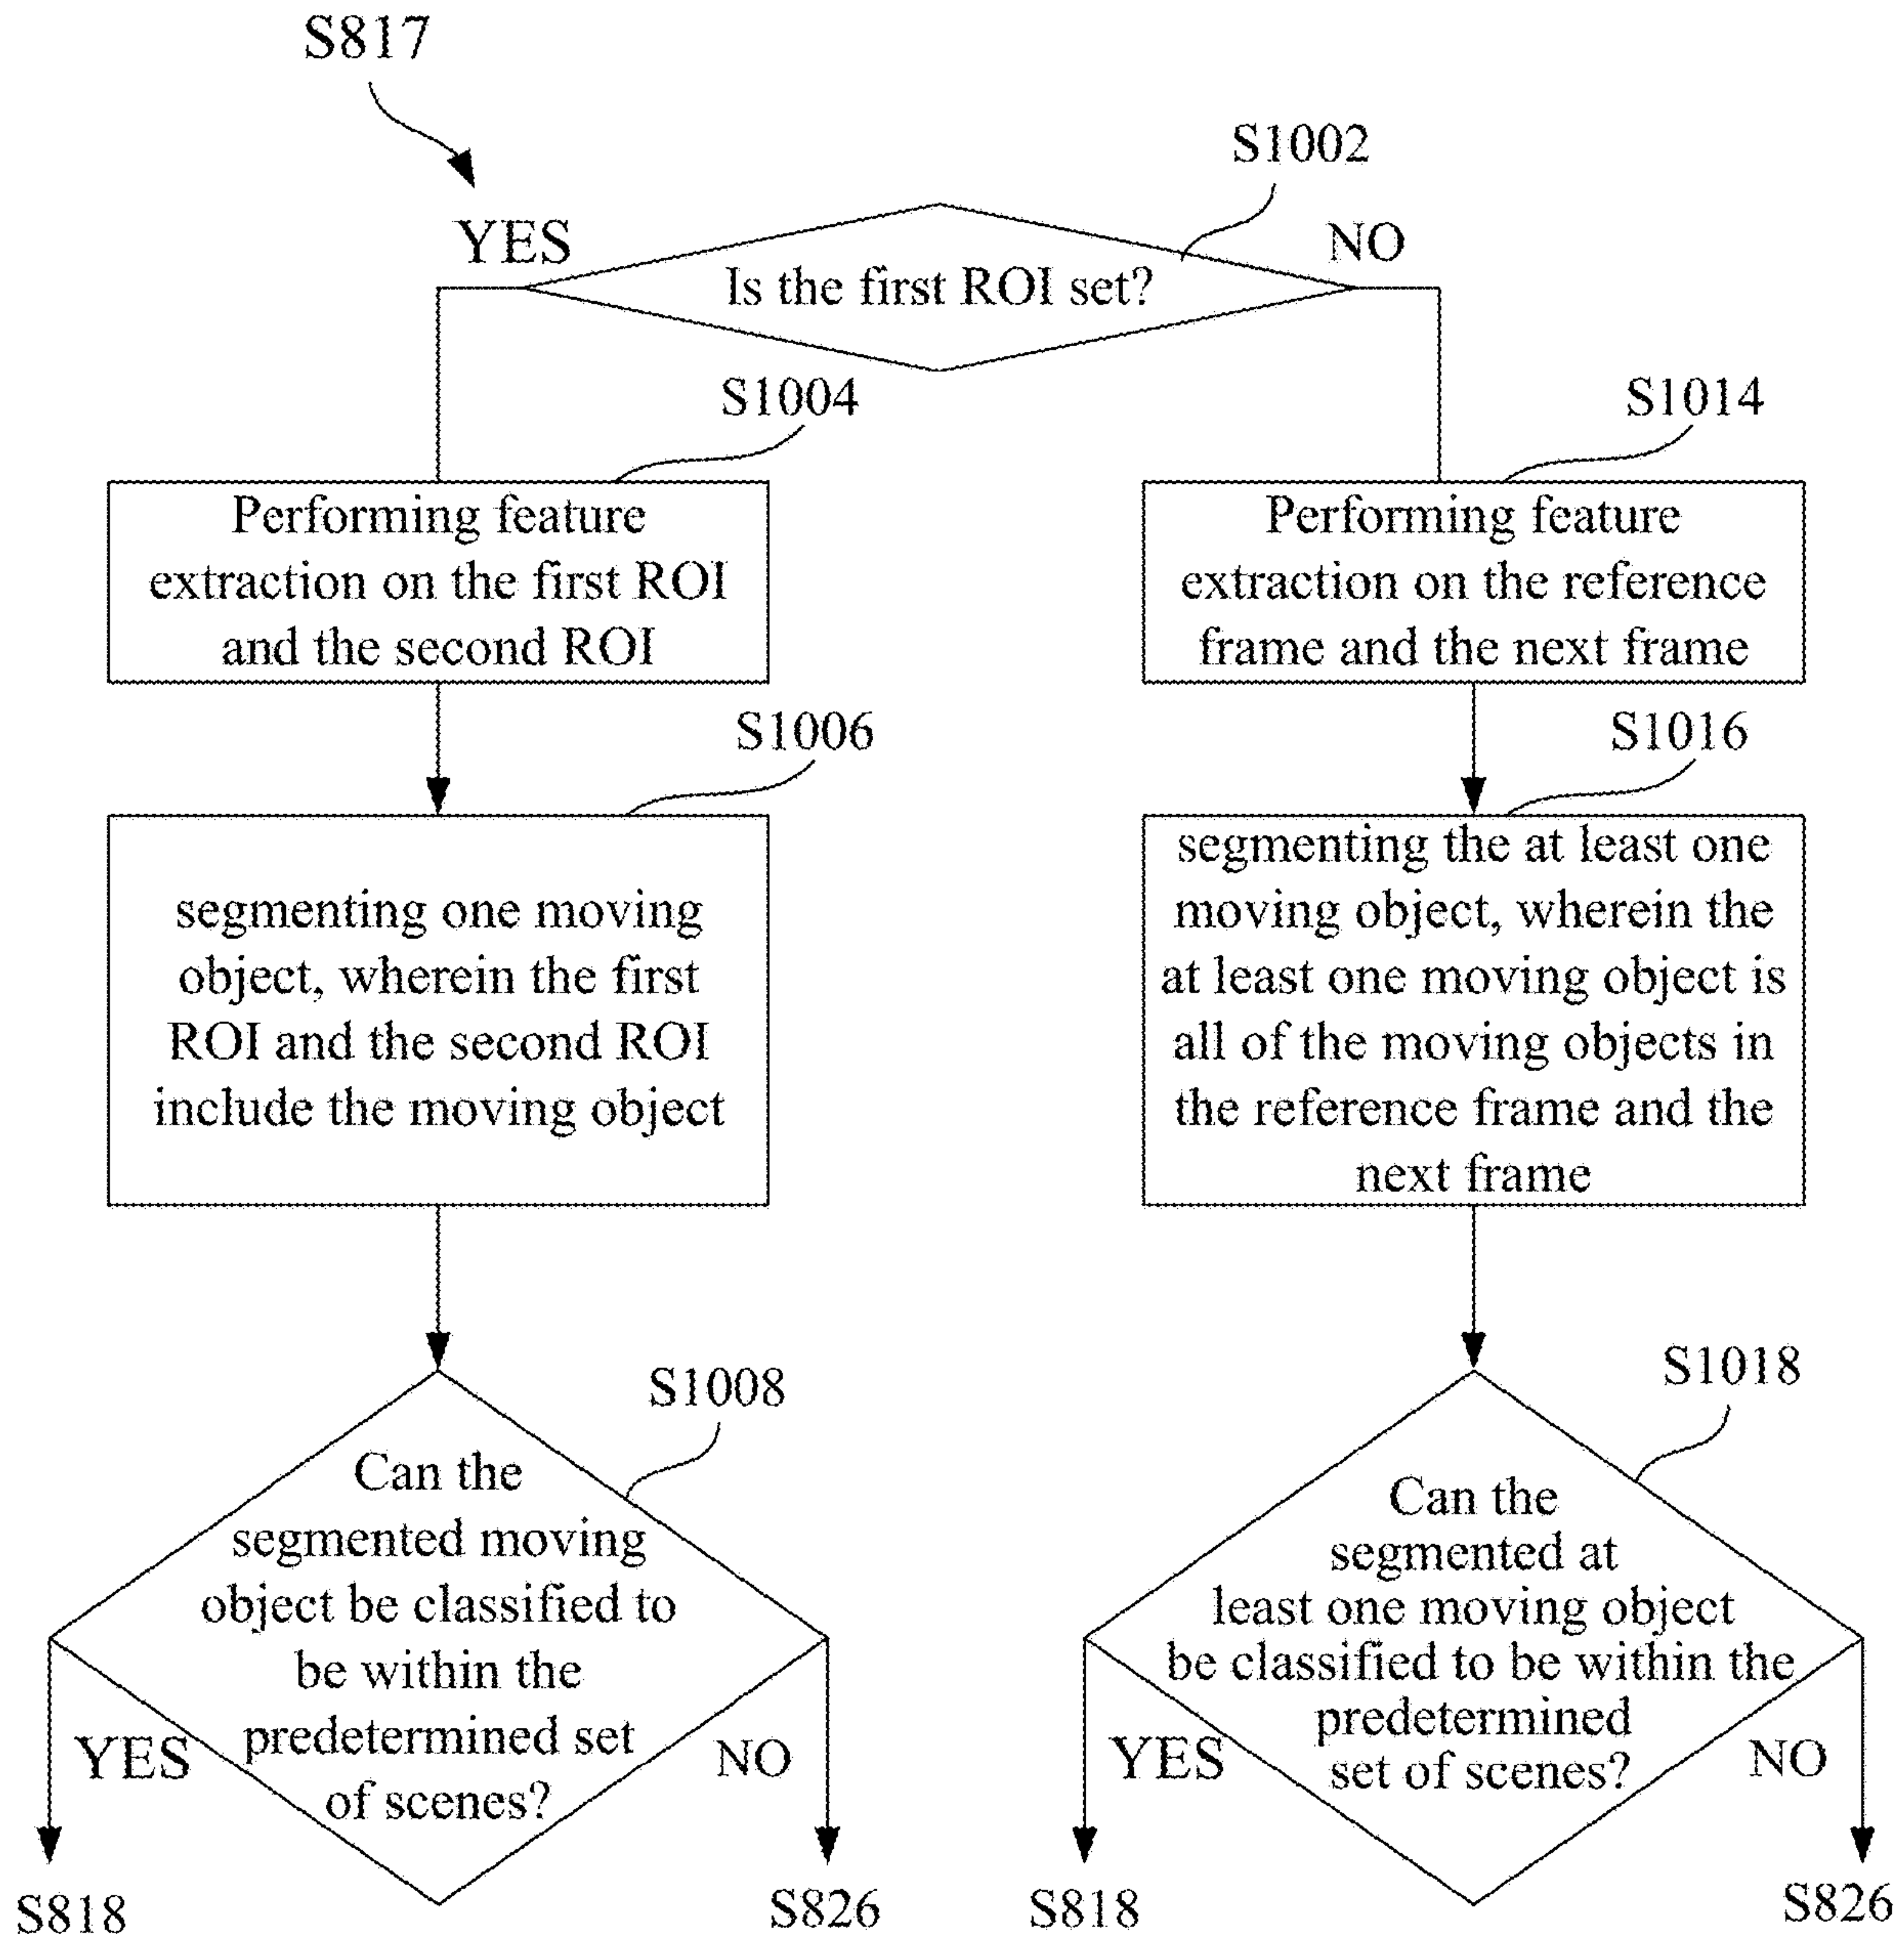 S817
S1002
YES
NO
Is the first ROI set?
S1004
S1014
Performing feature
extraction on the first ROI
and the second ROI
Performing feature
extraction on the reference
frame and the next frame
S1006
S1016
segmenting one moving
object, wherein the first
ROI and the second ROI
include the moving object
segmenting the at least one
moving object, wherein the
at least one moving object is
all of the moving objects in
the reference frame and the
next frame
S1008
S1018
Can the
segmented moving
object be classified to
be within the
predetermined set
of scenes?
YES
NO
S818
S826
Can the
segmented at
least one moving object
be classified to be within the
predetermined
set of scenes?
YES
NO
S818
S826